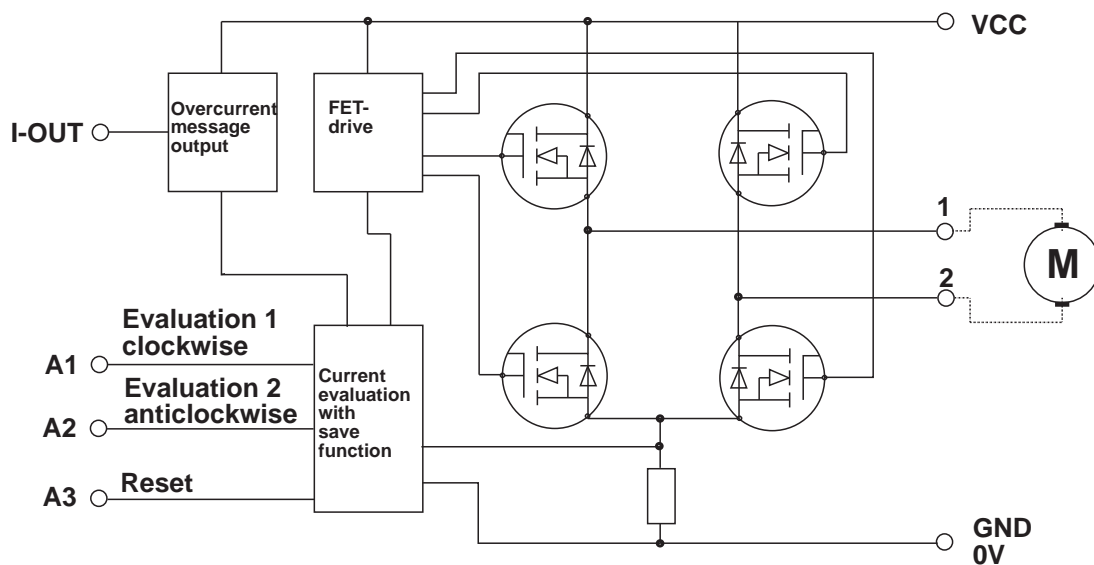 VCC
Overcurrent
message
output
FET-
drive
I-OUT
1
M
2
Evaluation 1
clockwise
A1
Evaluation 2
anticlockwise
A2
Current
evaluation
with
save
function
Reset
A3
GND
0V